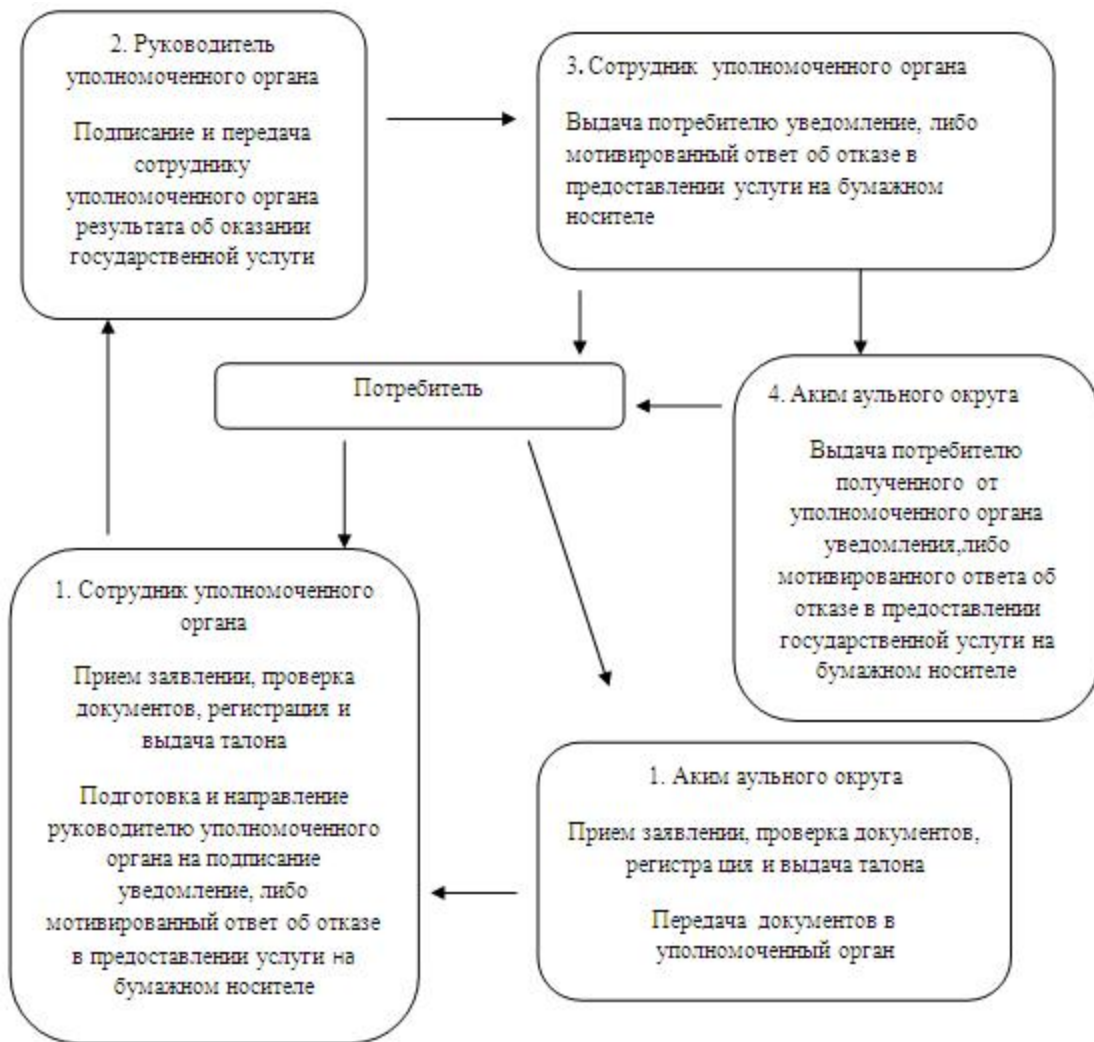 2. Руководитель
уполномоченного органа
Подписание и передача
сотруднику
уполномоченного органа
результата об оказании
государственной услуги
3. Сотрудник уполномоченного органа
Выдача потребителю уведомление, либо
мотивированный ответ об отказе в
предоставлении услуги на бумажном
носителе
Потребитель
4. Аким аульного округа
Выдача потребителю
полученного от
уполномоченного органа
уведомления,либо
мотивированного ответа об
отказе в предоставлении
государственной услуги на
бумажном носителе
1. Сотрудник уполномоченного
органа
Прием заявлении, проверка
документов, регистрация и
выдача талона
Подготовка и направление
руководителю уполномоченного
органа на подписание
уведомление, либо
мотивированный ответ об отказе
в предоставлении услуги на
бумажном носителе
1. Аким аульного округа
Прием заявлении, проверка документов,
регистра ция и выдача талона
Передача документов в
уполномоченный орган